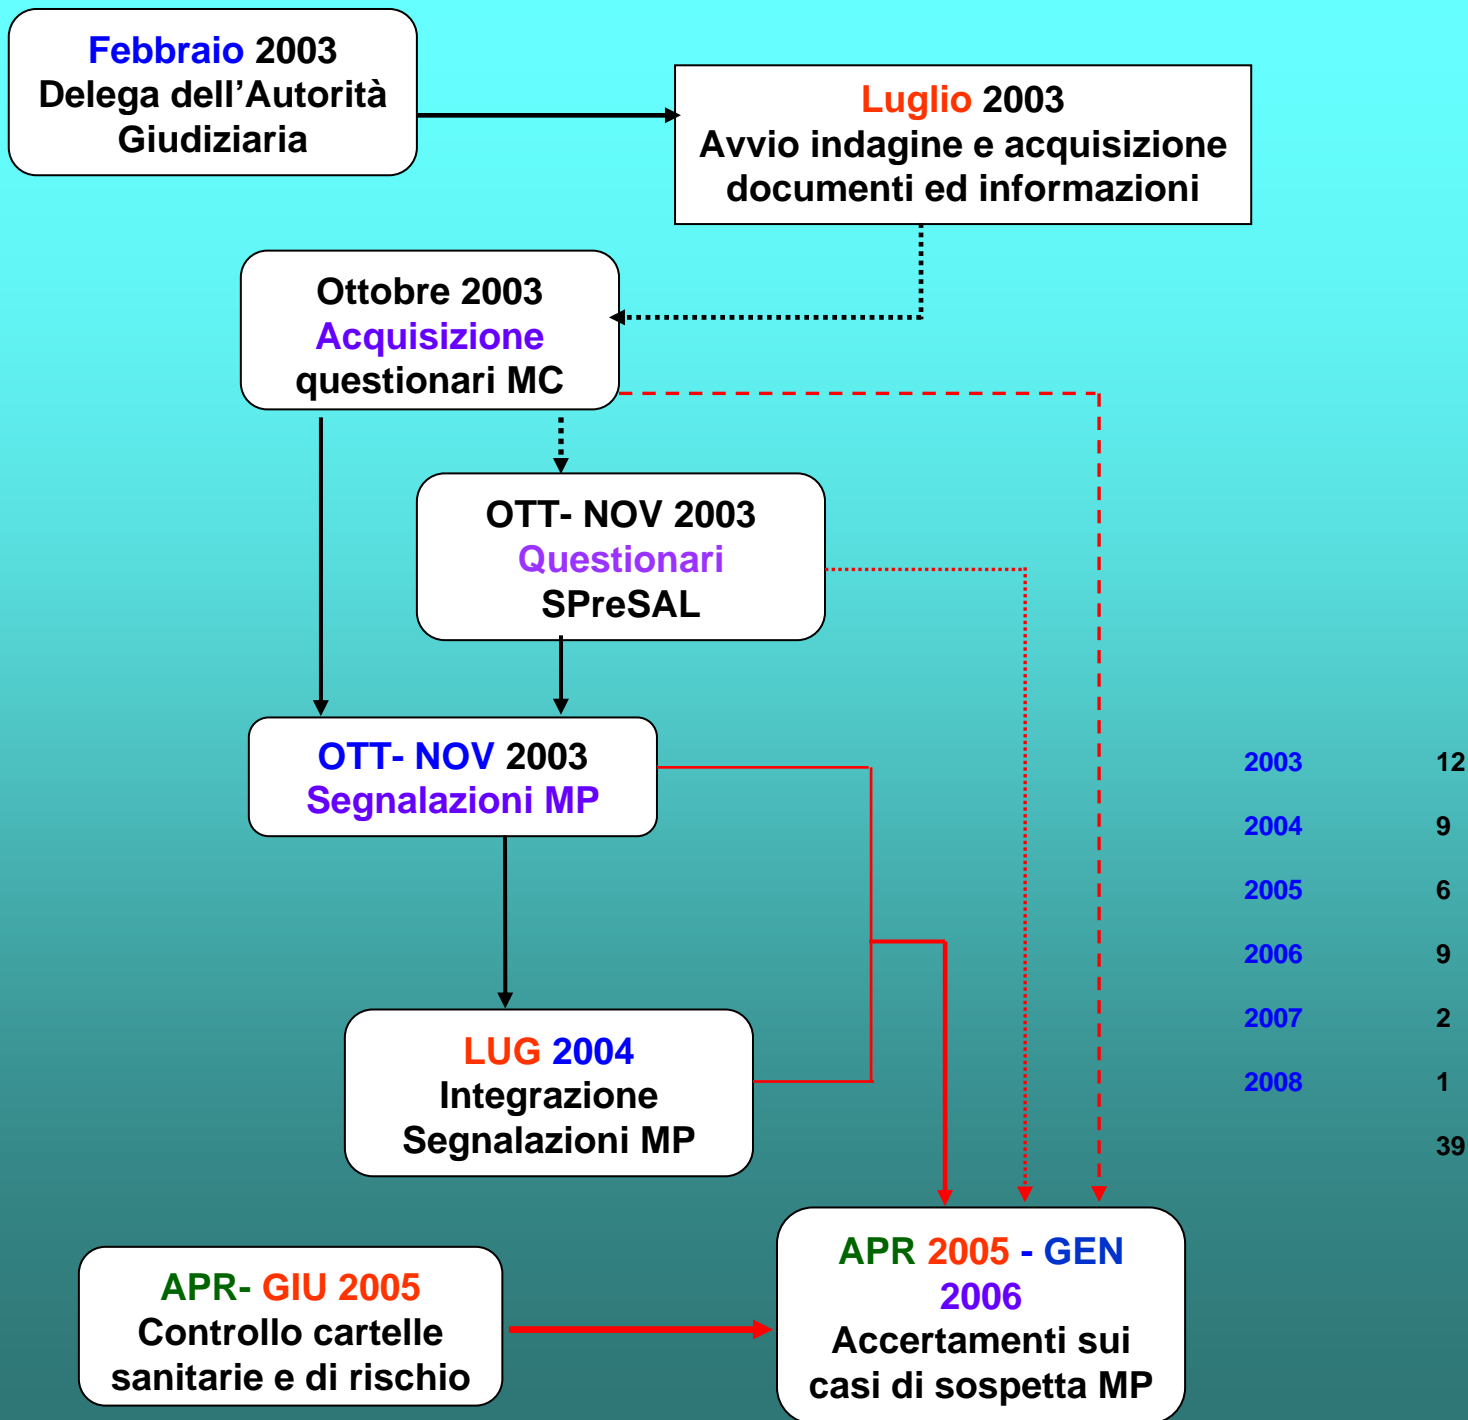 Febbraio 2003
Delega dell’Autorità
Giudiziaria
Luglio 2003
Avvio indagine e acquisizione
documenti ed informazioni
Ottobre 2003
Acquisizione
questionari MC
OTT- NOV 2003
Questionari
SPreSAL
OTT- NOV 2003
Segnalazioni MP
2003 12
2004 9
2005 6
2006 9
2007 2
2008 1
39
LUG 2004
Integrazione
Segnalazioni MP
APR- GIU 2005
Controllo cartelle
sanitarie e di rischio
APR 2005 - GEN
2006
Accertamenti sui
casi di sospetta MP